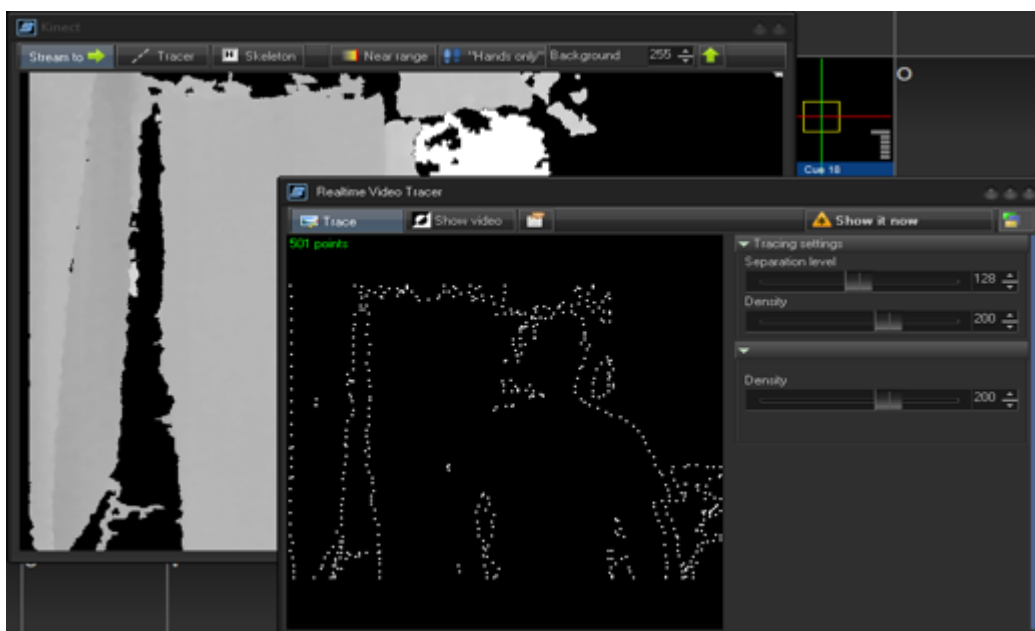 Kinect
Stream to Tracer Skeleton Near range "Hands only" Background 255
Cue 18
Realtime Video Tracer
Trace Show video Show it now
501 points
Tracing settings
Separation level
128
Density
200
Density
200